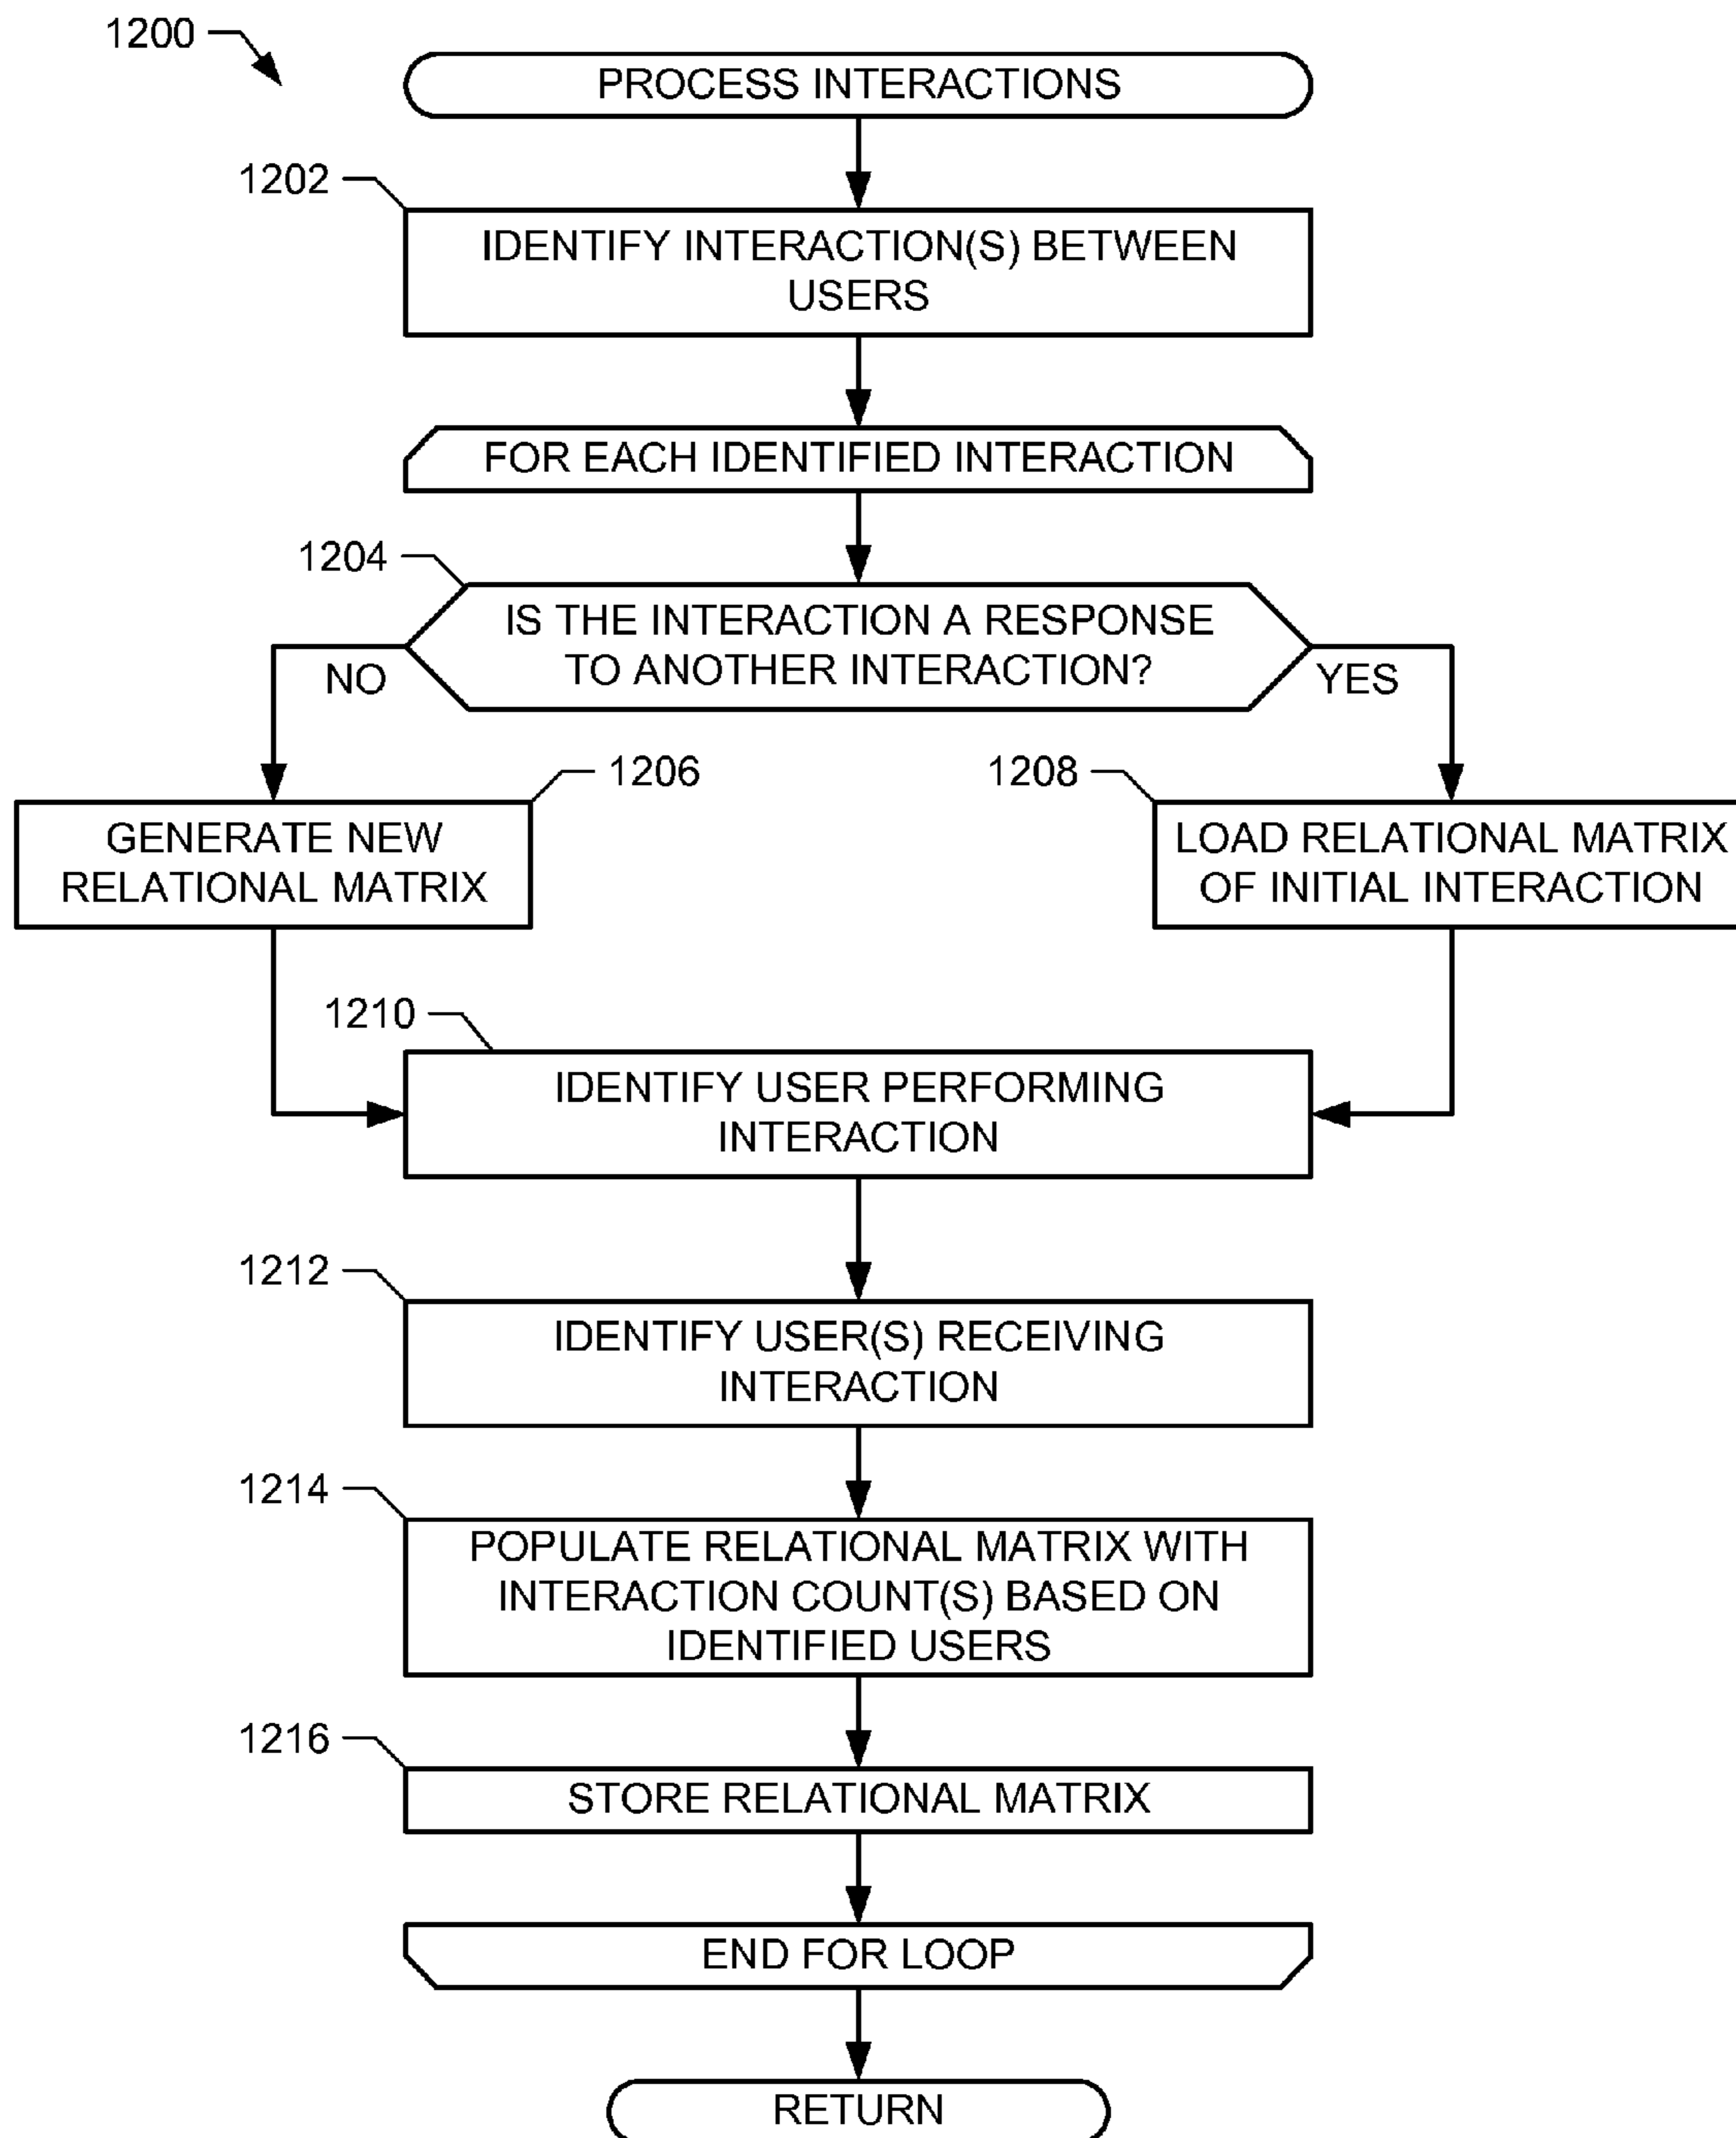 1200
PROCESS INTERACTIONS
1202
IDENTIFY INTERACTION(S) BETWEEN
USERS
FOR EACH IDENTIFIED INTERACTION
1204
IS THE INTERACTION A RESPONSE
TO ANOTHER INTERACTION?
NO
YES
1206
1208
GENERATE NEW
RELATIONAL MATRIX
LOAD RELATIONAL MATRIX
OF INITIAL INTERACTION
1210
IDENTIFY USER PERFORMING
INTERACTION
1212
IDENTIFY USER(S) RECEIVING
INTERACTION
1214
POPULATE RELATIONAL MATRIX WITH
INTERACTION COUNT(S) BASED ON
IDENTIFIED USERS
1216
STORE RELATIONAL MATRIX
END FOR LOOP
RETURN